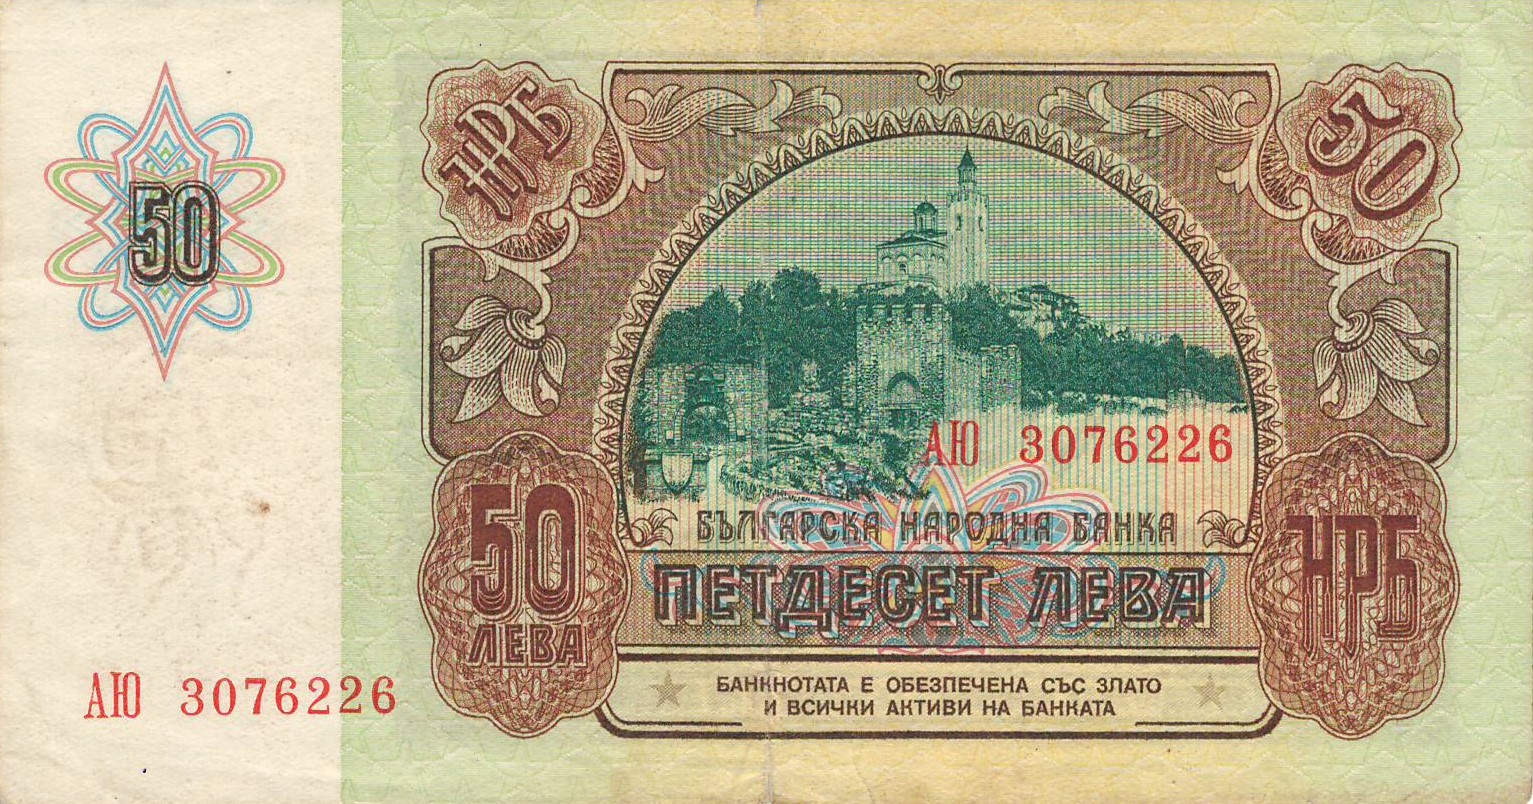 НРБ
50
50
АЮ 3076226
БЪЛГАРСКА НАРОДНА БАНКА
ПЕТДЕСЕТ ЛЕВА
50
ЛЕВА
НРБ
БАНКНОТАТА Е ОБЕЗПЕЧЕНА СЪС ЗЛАТО
И ВСИЧКИ АКТИВИ НА БАНКАТА
АЮ 3076226